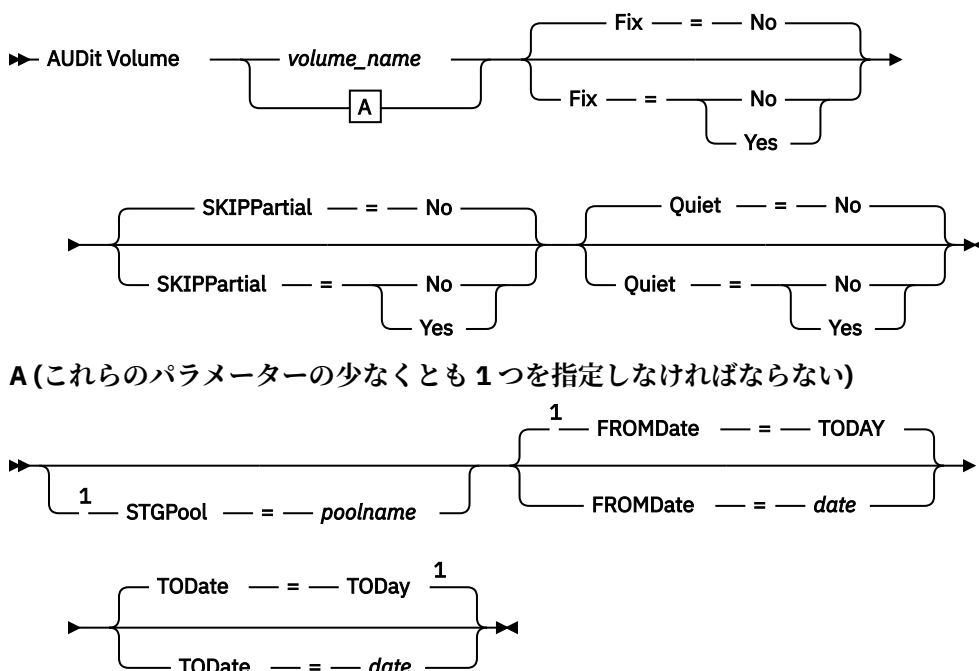 Fix = No
AUDit Volume volume_name
A
Fix = No
Yes
SKIPPartial = No Quiet = No
SKIPPartial = No Quiet = No
Yes Yes
A (これらのパラメーターの少なくとも 1 つを指定しなければならない)
1 FROMDate = TODAY
1 STGPool = poolname
FROMDate = date
TODate = TODay 1
TODate = date